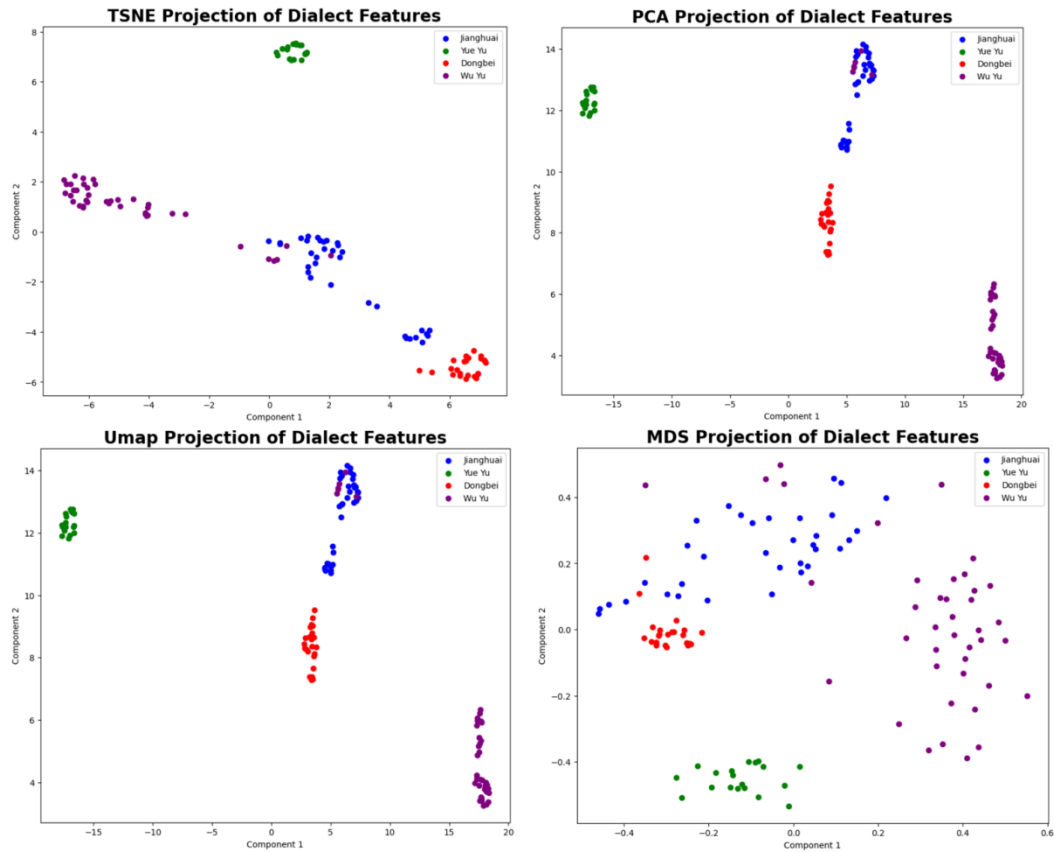 TSNE Projection of Dialect Features
Jianghuai
Yue Yu
Dongbei
Wu Yu
8
6
4
2
0
−2
−4
−6
Component 2
−6
−4
−2
0
2
4
6
Component 1
PCA Projection of Dialect Features
Jianghuai
Yue Yu
Dongbei
Wu Yu
14
12
10
8
6
4
Component 2
−15
−10
−5
0
5
10
15
20
Component 1
Umap Projection of Dialect Features
Jianghuai
Yue Yu
Dongbei
Wu Yu
14
12
10
8
6
4
Component 2
−15
−10
−5
0
5
10
15
20
Component 1
MDS Projection of Dialect Features
Jianghuai
Yue Yu
Dongbei
Wu Yu
0.4
0.2
0.0
−0.2
−0.4
Component 2
−0.4
−0.2
0.0
0.2
0.4
0.6
Component 1